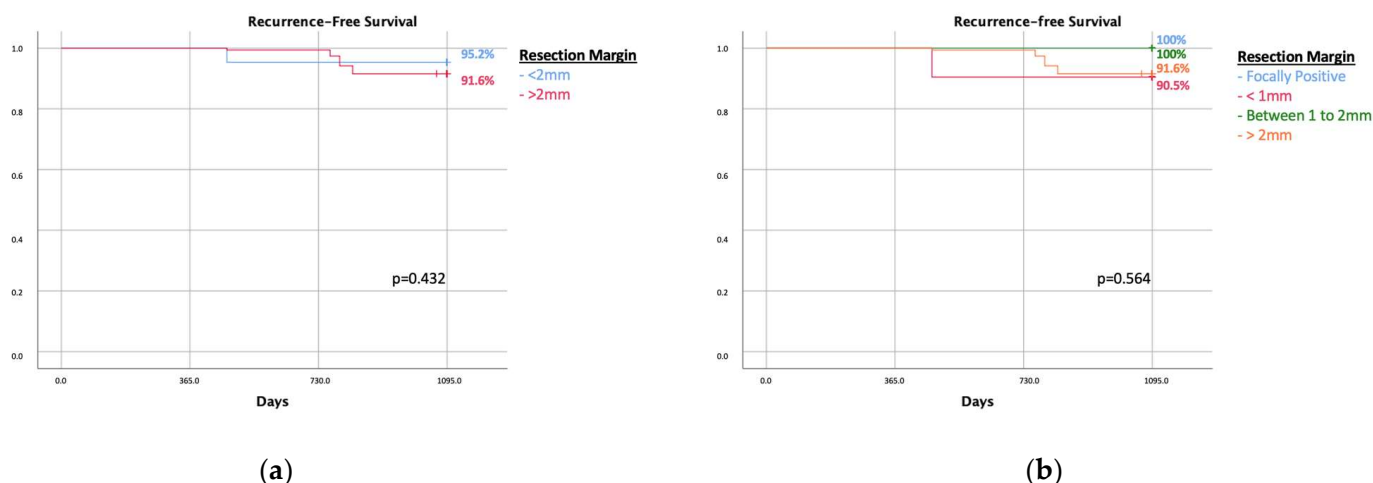 Recurrence-Free Survival
1.0
0.8
0.6
0.4
0.2
0.0
95.2%
91.6%
p=0.432
0.0 365.0 730.0 1095.0
Days
Resection Margin
- <2mm
- >2mm
(a)
Recurrence-free Survival
1.0
0.8
0.6
0.4
0.2
0.0
100%
100%
91.6%
90.5%
p=0.564
0.0 365.0 730.0 1095.0
Days
Resection Margin
- Focally Positive
- < 1mm
- Between 1 to 2mm
- > 2mm
(b)